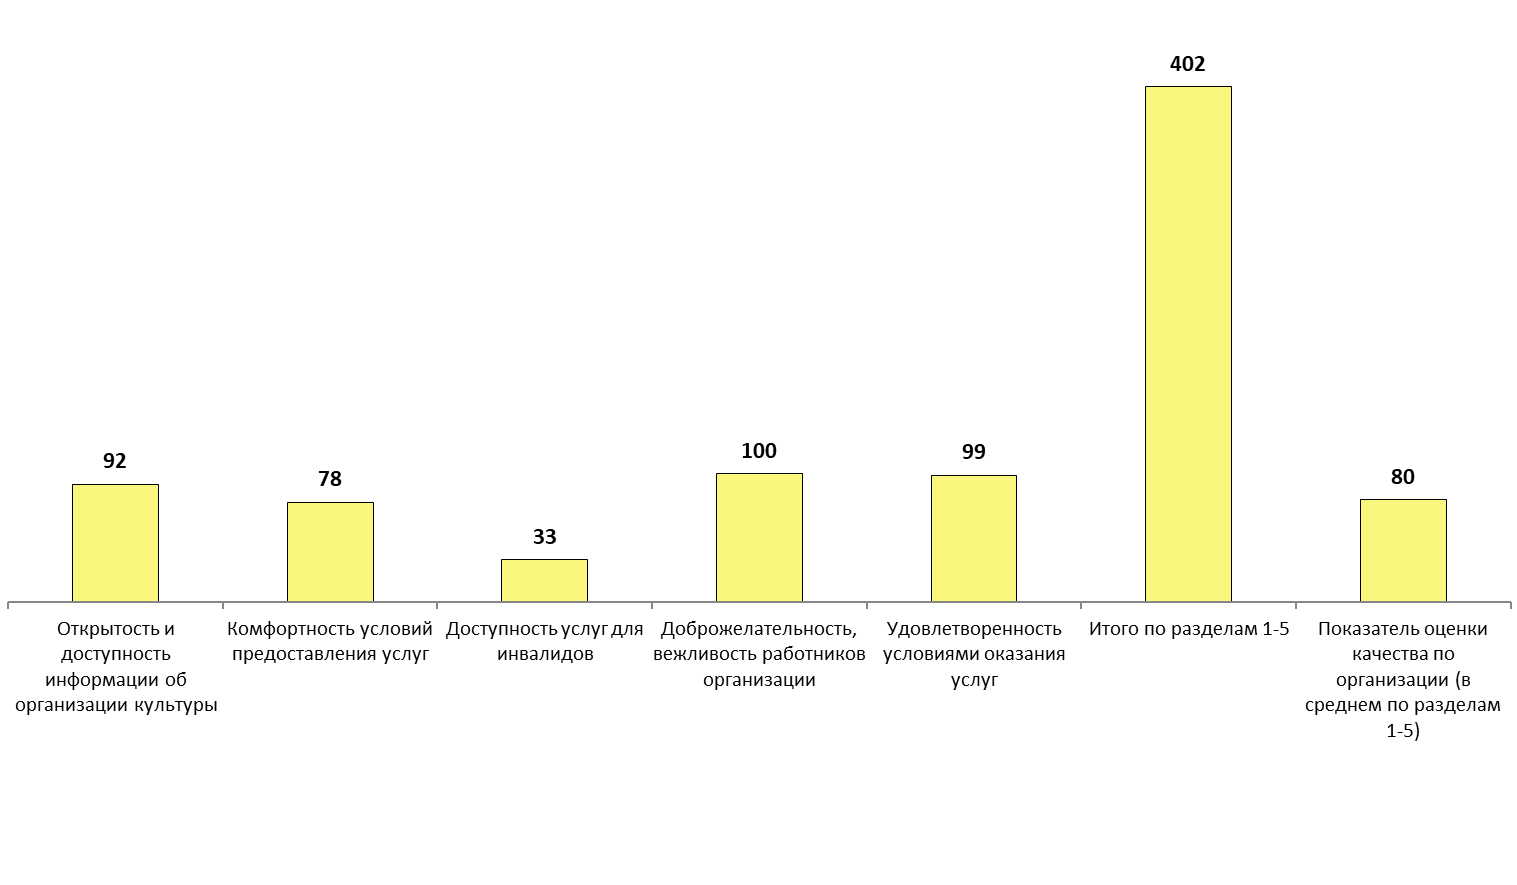 402
92
78
33
100
99
80
Открытость и
доступность
информации об
организации культуры
Комфортность условий
предоставления услуг
Доступность услуг для
инвалидов
Доброжелательность,
вежливость работников
организации
Удовлетворенность
условиями оказания
услуг
Итого по разделам 1-5
Показатель оценки
качества по
организации (в
среднем по разделам
1-5)